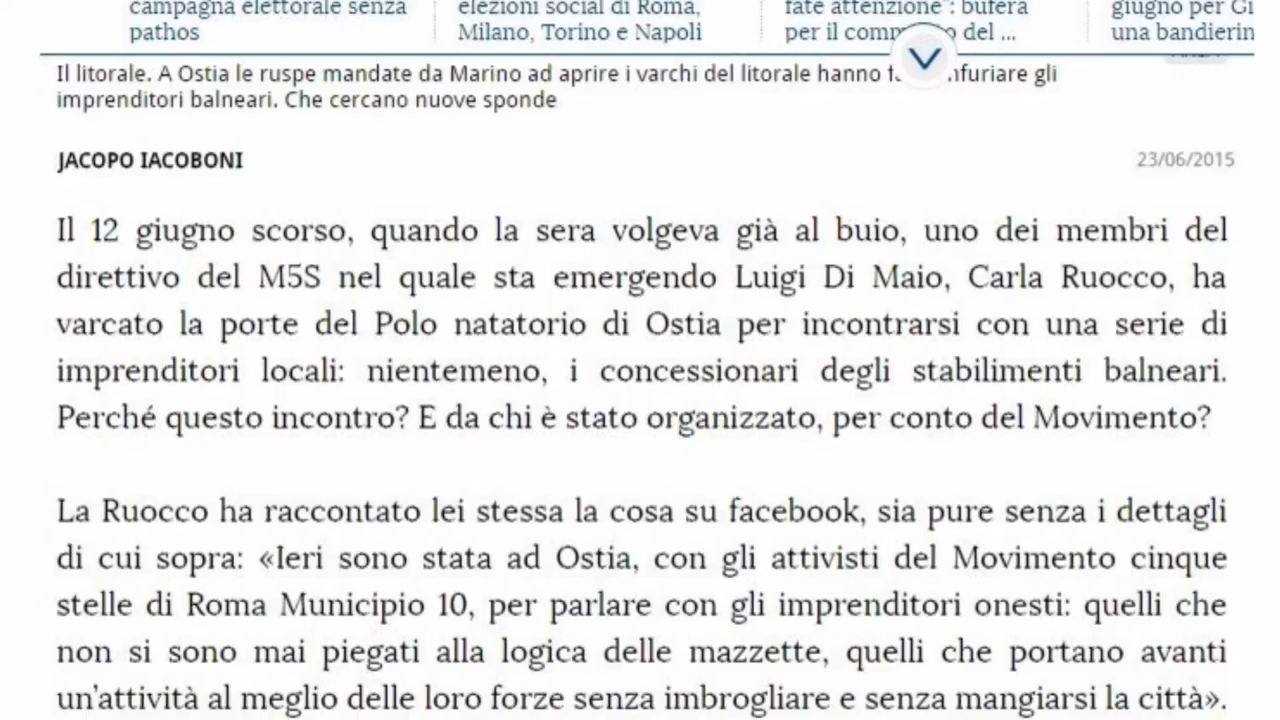 campagna elettorale senza
pathos
elezioni social di Roma,
Milano, Torino e Napoli
fate attenzione": bufera
per il del ...
giugno per
una
Il litorale. A Ostia le ruspe mandate da Marino ad aprire i varchi del litorale hanno gli
imprenditori balneari. Che cercano nuove sponde
JACOPO IACOBONI
23/06/2015
Il 12 giugno scorso, quando la sera volgeva già al buio, uno dei membri del
direttivo del M5S nel quale sta emergendo Luigi Di Maio, Carla Ruocco, ha
varcato la porte del Polo natatorio di Ostia per incontrarsi con una serie di
imprenditori locali: nientemeno, i concessionari degli stabilimenti balneari.
Perché questo incontro? E da chi è stato organizzato, per conto del Movimento?
La Ruocco ha raccontato lei stessa la cosa su facebook, sia pure senza i dettagli
di cui sopra: «Ieri sono stata ad Ostia, con gli attivisti del Movimento cinque
stelle di Roma Municipio 10, per parlare con gli imprenditori onesti: quelli che
non si sono mai piegati alla logica delle mazzette, quelli che portano avanti
un'attività al meglio delle loro forze senza imbrogliare e senza mangiarsi la città».